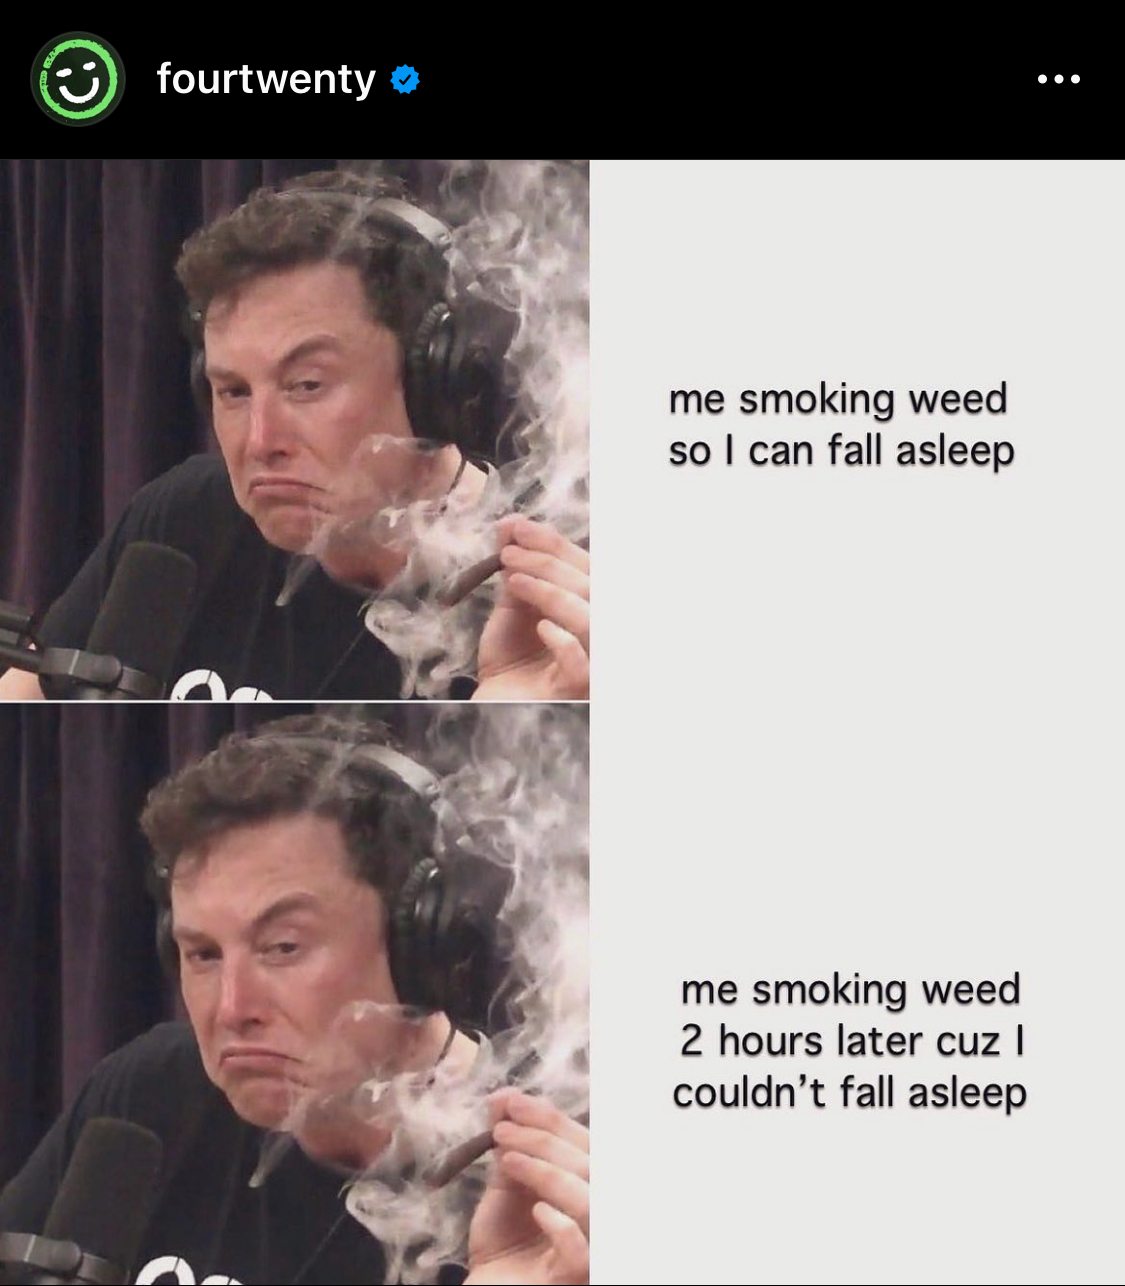 fourtwenty
me smoking weed
so I can fall asleep
me smoking weed
2 hours later cuz I
couldn't fall asleep